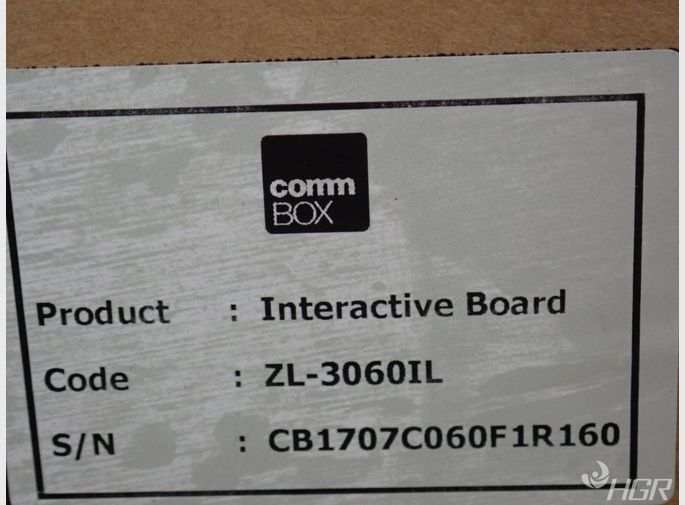 comm
BOX
Product : Interactive Board
Code : ZL-3060IL
S/N : CB1707C060F1R160
HGR